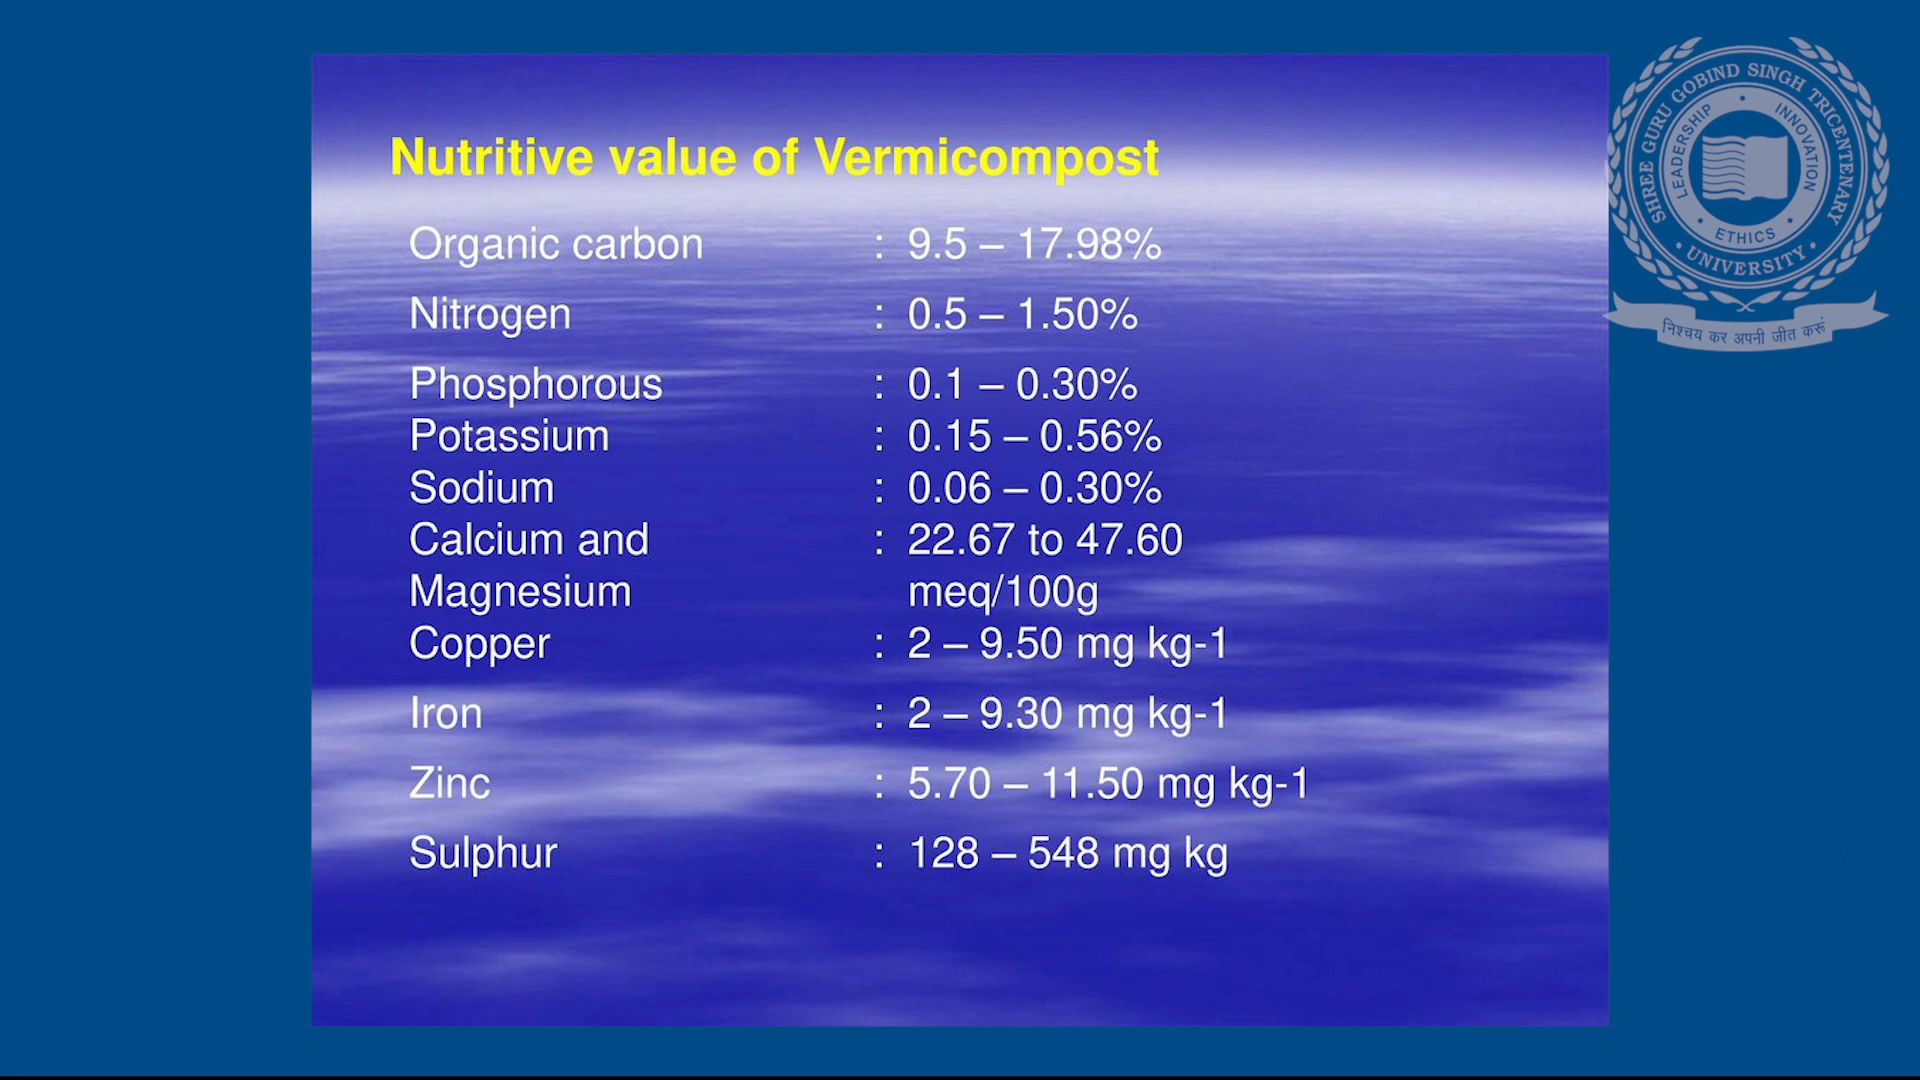 Nutritive value of Vermicompost
Organic carbon : 9.5 – 17.98%
Nitrogen : 0.5 – 1.50%
Phosphorous : 0.1 – 0.30%
Potassium : 0.15 – 0.56%
Sodium : 0.06 – 0.30%
Calcium and : 22.67 to 47.60
Magnesium meq/100g
Copper : 2 – 9.50 mg kg-1
Iron : 2 – 9.30 mg kg-1
Zinc : 5.70 – 11.50 mg kg-1
Sulphur : 128 – 548 mg kg
SHREE GURU GOBIND SINGH TRICENTENARY
• UNIVERSITY •
LEADERSHIP • INNOVATION
• ETHICS •
निश्चय कर अपनी जीत करूं